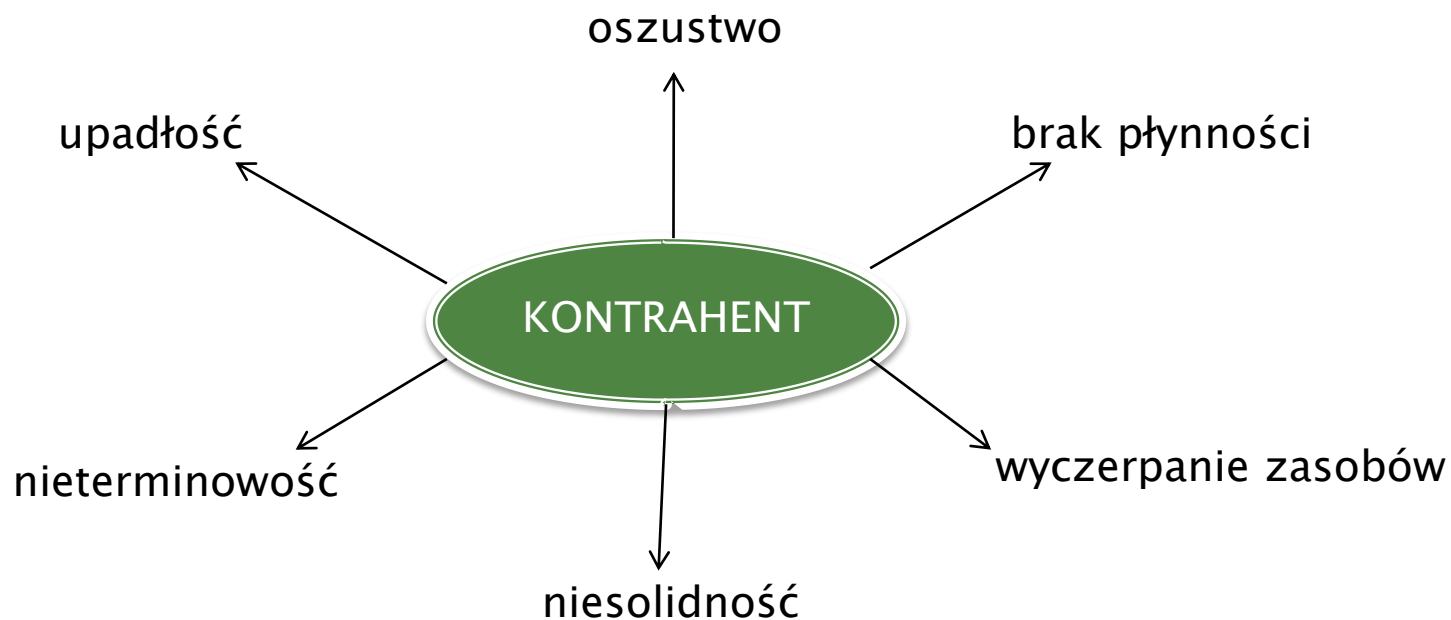 oszustwo
upadłość
brak płynności
KONTRAHENT
nieterminowość
wyczerpanie zasobów
niesolidność